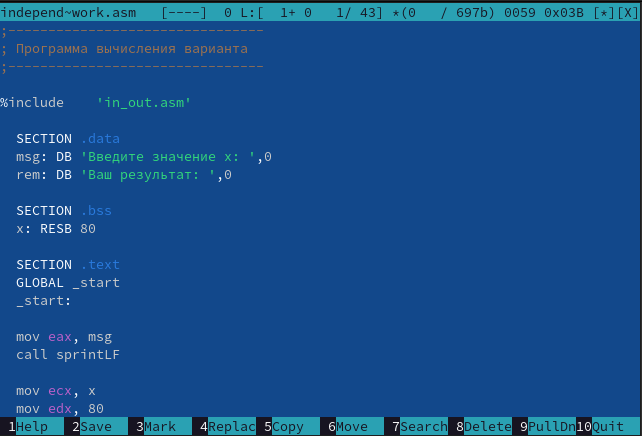 independ~work.asm   [----]  0 L:[  1+ 0   1/ 43] *(0   / 697b) 0059 0x03B [*][X]
;--------------------------------
; Программа вычисления варианта
;--------------------------------
%include    'in_out.asm'
SECTION .data
msg: DB 'Введите значение x: ',0
rem: DB 'Ваш результат: ',0
SECTION .bss
x: RESB 80
SECTION .text
GLOBAL _start
_start:
mov eax, msg
call sprintLF
mov ecx, x
mov edx, 80
1Help  2Save  3Mark  4Replac 5Copy  6Move  7Search 8Delete 9PullDn 10Quit